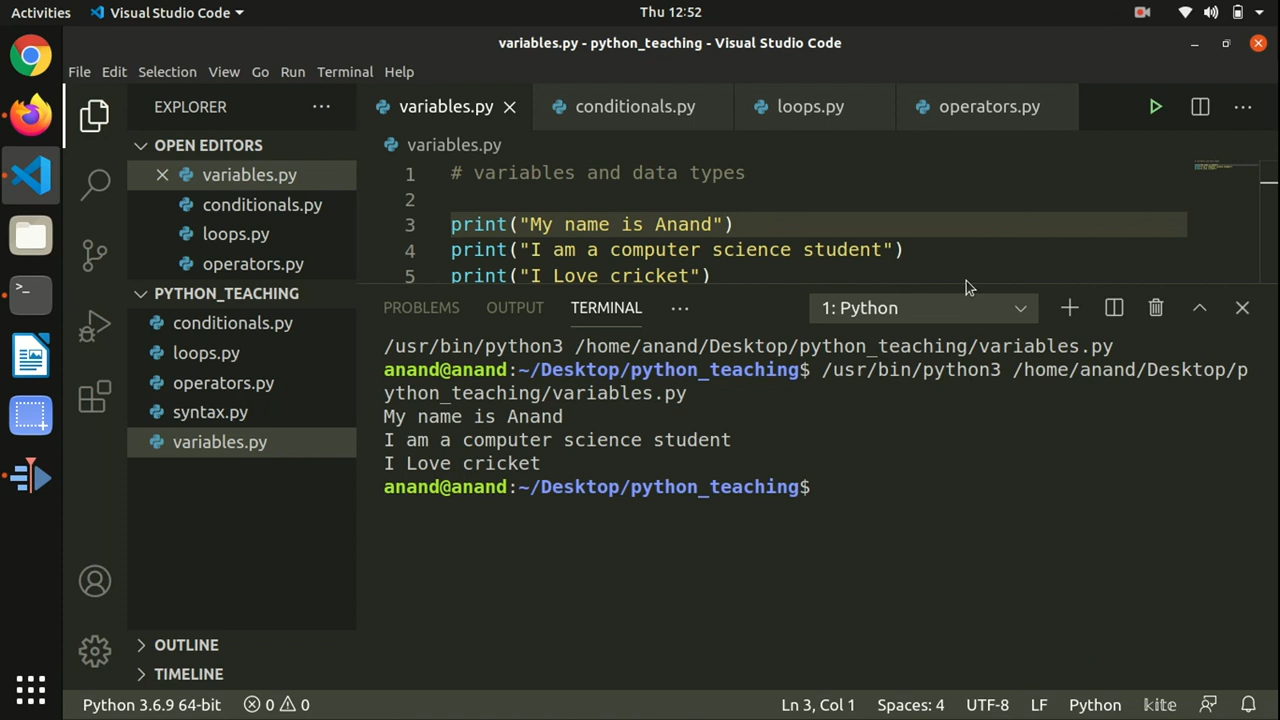 Activities Visual Studio Code Thu 12:52
variables.py - python_teaching - Visual Studio Code
File Edit Selection View Go Run Terminal Help
EXPLORER ... variables.py conditionals.py loops.py operators.py ...
OPEN EDITORS
variables.py
conditionals.py
loops.py
operators.py
PYTHON_TEACHING
conditionals.py
loops.py
operators.py
syntax.py
variables.py
OUTLINE
TIMELINE
variables.py
1 # variables and data types
2
3 print("My name is Anand")
4 print("I am a computer science student")
5 print("I Love cricket")
PROBLEMS OUTPUT TERMINAL ... 1: Python
/usr/bin/python3 /home/anand/Desktop/python_teaching/variables.py
anand@anand:~/Desktop/python_teaching$ /usr/bin/python3 /home/anand/Desktop/p
ython_teaching/variables.py
My name is Anand
I am a computer science student
I Love cricket
anand@anand:~/Desktop/python_teaching$
Python 3.6.9 64-bit 0 0 Ln 3, Col 1 Spaces: 4 UTF-8 LF Python kite